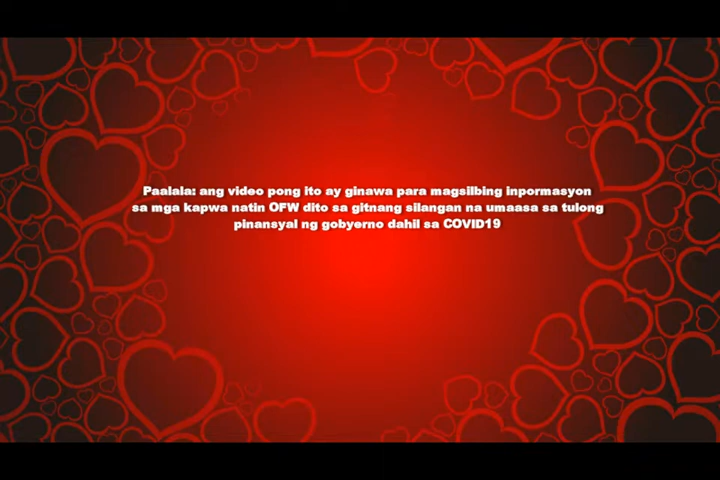 Paalala: ang video pong ito ay ginawa para magsilbing inpormasyon
sa mga kapwa natin OFW dito sa gitnang silangan na umaasa sa tulong
pinansyal ng gobyerno dahil sa COVID19